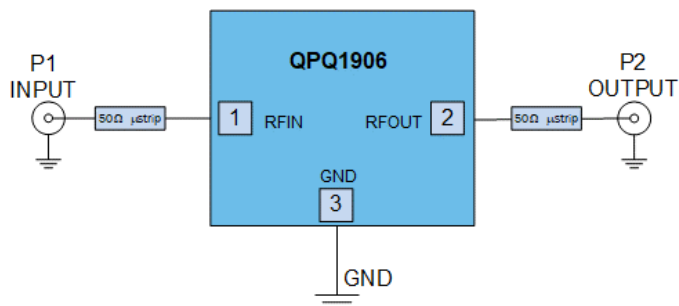 QPQ1906
P1
INPUT
50Ω µstrip
1
RFIN
RFOUT
2
50Ω µstrip
P2
OUTPUT
GND
3
GND